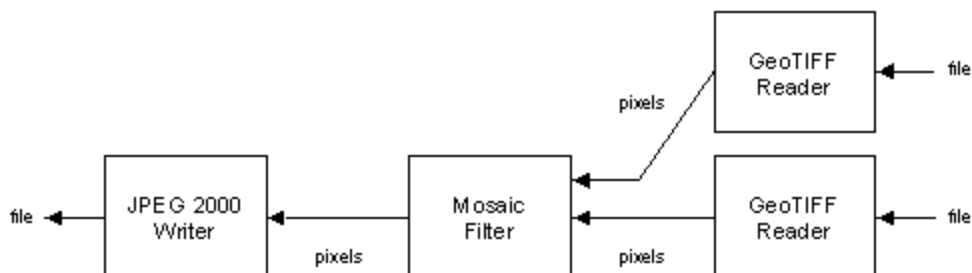 GeoTIFF
Reader
file
pixels
file
JPEG 2000
Writer
pixels
Mosaic
Filter
pixels
GeoTIFF
Reader
file